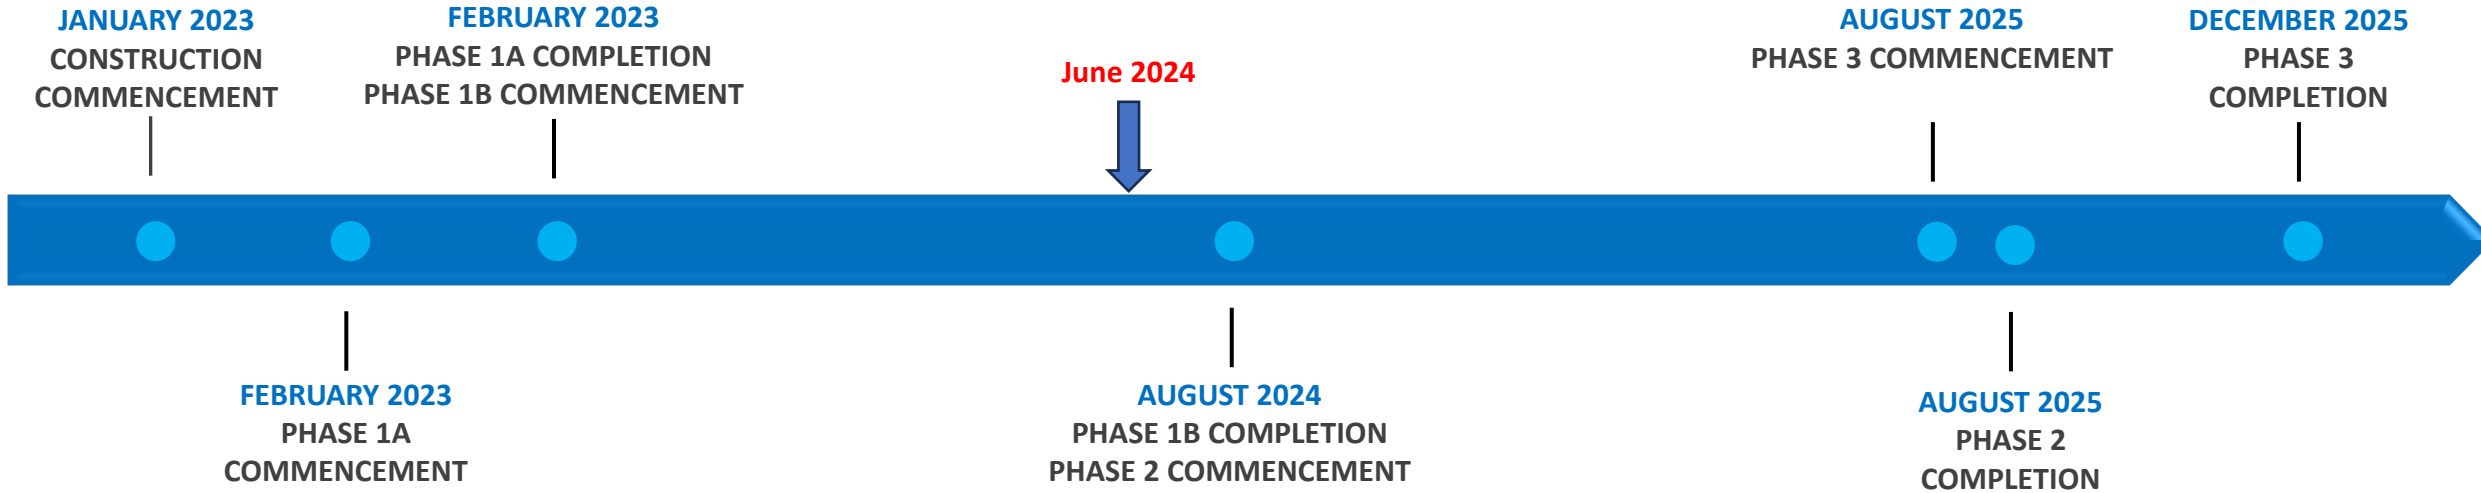 JANUARY 2023
CONSTRUCTION
COMMENCEMENT
FEBRUARY 2023
PHASE 1A COMPLETION
PHASE 1B COMMENCEMENT
June 2024
AUGUST 2025
PHASE 3 COMMENCEMENT
DECEMBER 2025
PHASE 3
COMPLETION
FEBRUARY 2023
PHASE 1A
COMMENCEMENT
AUGUST 2024
PHASE 1B COMPLETION
PHASE 2 COMMENCEMENT
AUGUST 2025
PHASE 2
COMPLETION